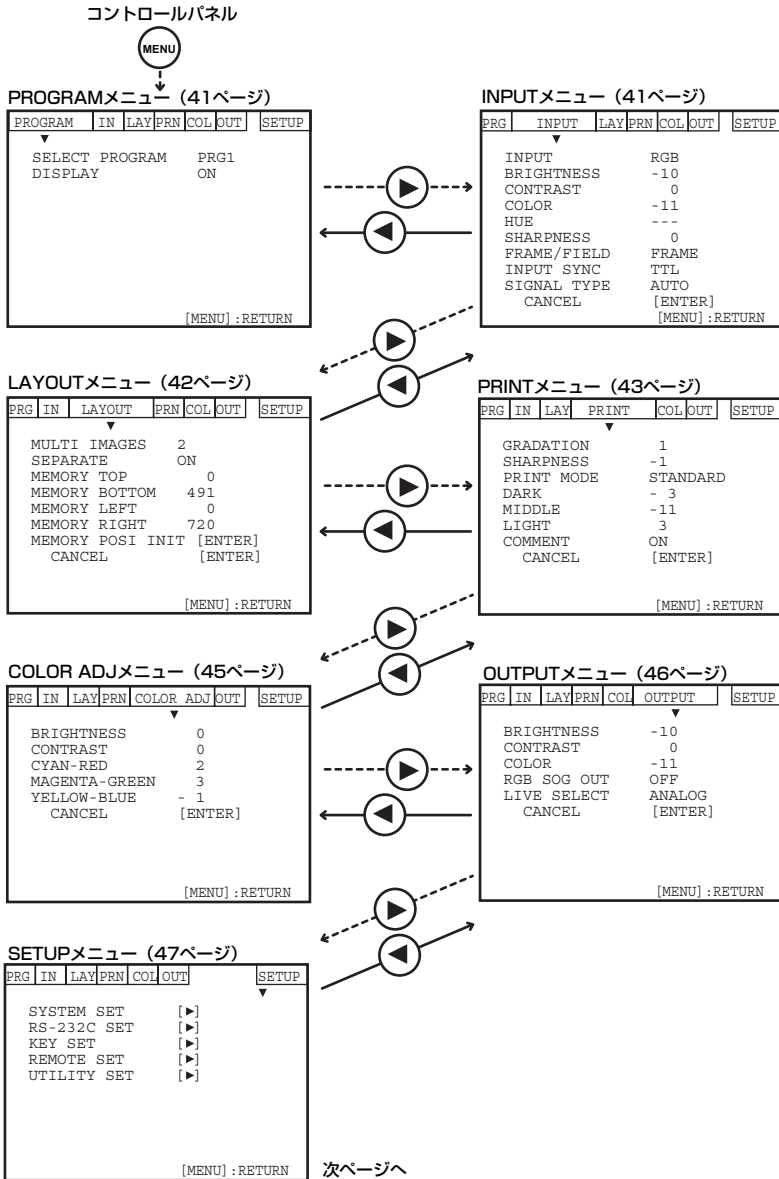 コントロールパネル
MENU
PROGRAMメニュー（41ページ）
PROGRAM IN LAY PRN COL OUT SETUP
▼
SELECT PROGRAM PRG1
DISPLAY ON
[MENU]:RETURN
INPUTメニュー（41ページ）
PRG INPUT LAY PRN COL OUT SETUP
▼
INPUT RGB
BRIGHTNESS -10
CONTRAST 0
COLOR -11
HUE ---
SHARPNESS 0
FRAME/FIELD FRAME
INPUT SYNC TTL
SIGNAL TYPE AUTO
CANCEL [ENTER]
[MENU]:RETURN
LAYOUTメニュー（42ページ）
PRG IN LAYOUT PRN COL OUT SETUP
▼
MULTI IMAGES 2
SEPARATE ON
MEMORY TOP 0
MEMORY BOTTOM 491
MEMORY LEFT 0
MEMORY RIGHT 720
MEMORY POSI INIT [ENTER]
CANCEL [ENTER]
[MENU]:RETURN
PRINTメニュー（43ページ）
PRG IN LAY PRINT COL OUT SETUP
▼
GRADATION 1
SHARPNESS -1
PRINT MODE STANDARD
DARK - 3
MIDDLE -11
LIGHT 3
COMMENT ON
CANCEL [ENTER]
[MENU]:RETURN
COLOR ADJメニュー（45ページ）
PRG IN LAY PRN COLOR ADJ OUT SETUP
▼
BRIGHTNESS 0
CONTRAST 0
CYAN-RED 2
MAGENTA-GREEN 3
YELLOW-BLUE - 1
CANCEL [ENTER]
[MENU]:RETURN
OUTPUTメニュー（46ページ）
PRG IN LAY PRN COL OUTPUT SETUP
▼
BRIGHTNESS -10
CONTRAST 0
COLOR -11
RGB SOG OUT OFF
LIVE SELECT ANALOG
CANCEL [ENTER]
[MENU]:RETURN
SETUPメニュー（47ページ）
PRG IN LAY PRN COL OUT SETUP
▼
SYSTEM SET [►]
RS-232C SET [►]
KEY SET [►]
REMOTE SET [►]
UTILITY SET [►]
[MENU]:RETURN
次ページへ